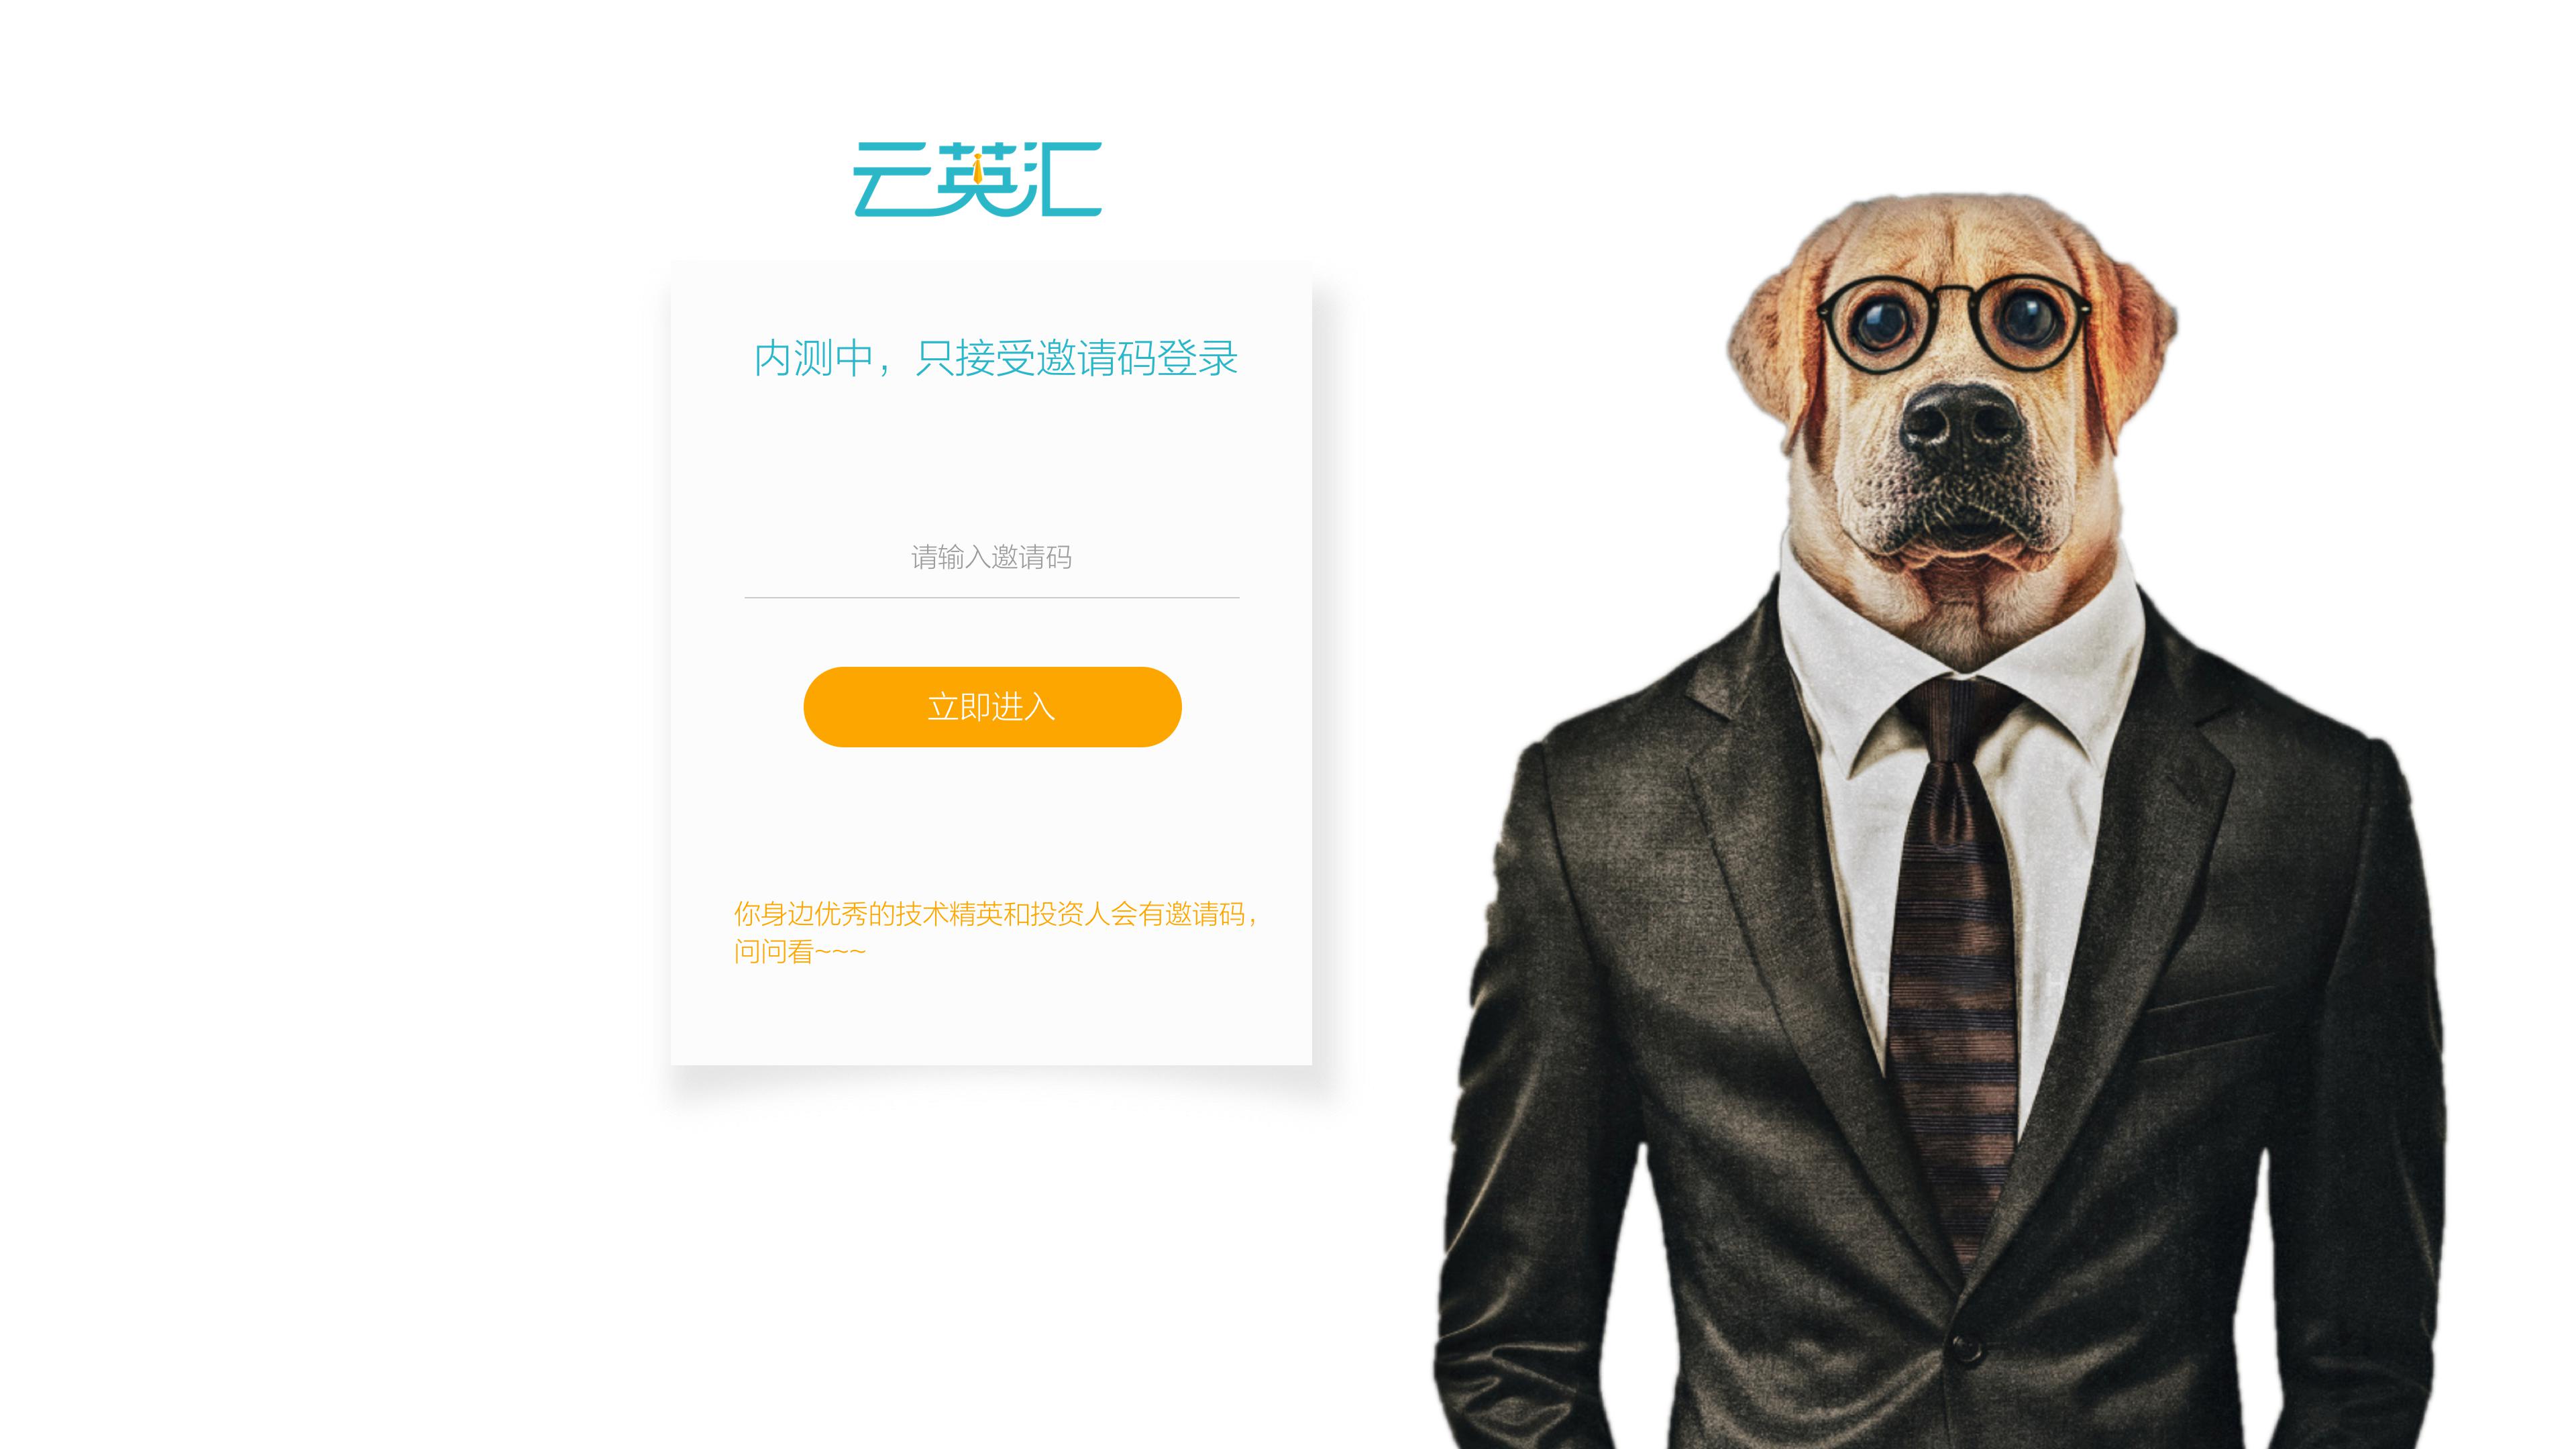 云英汇
内测中，只接受邀请码登录
请输入邀请码
立即进入
你身边优秀的技术精英和投资人会有邀请码，
问问看~~~